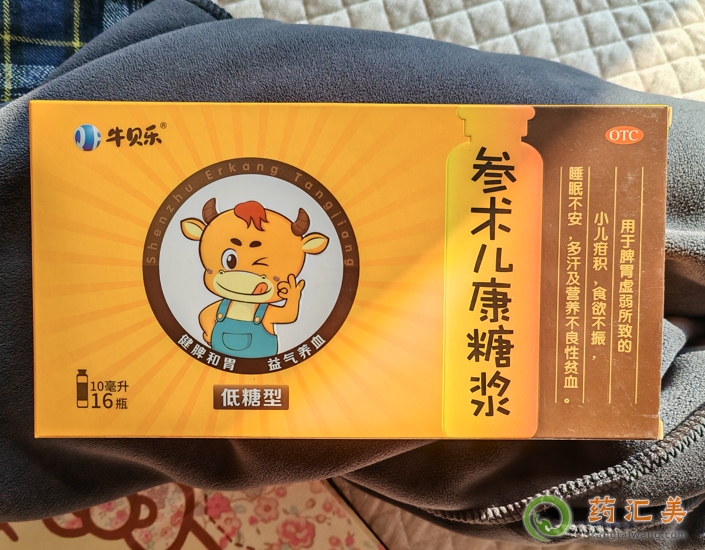 牛贝乐®
Shenzhu Erkang Tangjiang
健脾和胃 益气养血
低糖型
10毫升
16瓶
参术儿康糖浆
OTC
用于脾胃虚弱所致的
小儿疳积，食欲不振，
睡眠不安，多汗及营养不良性贫血。
药汇美